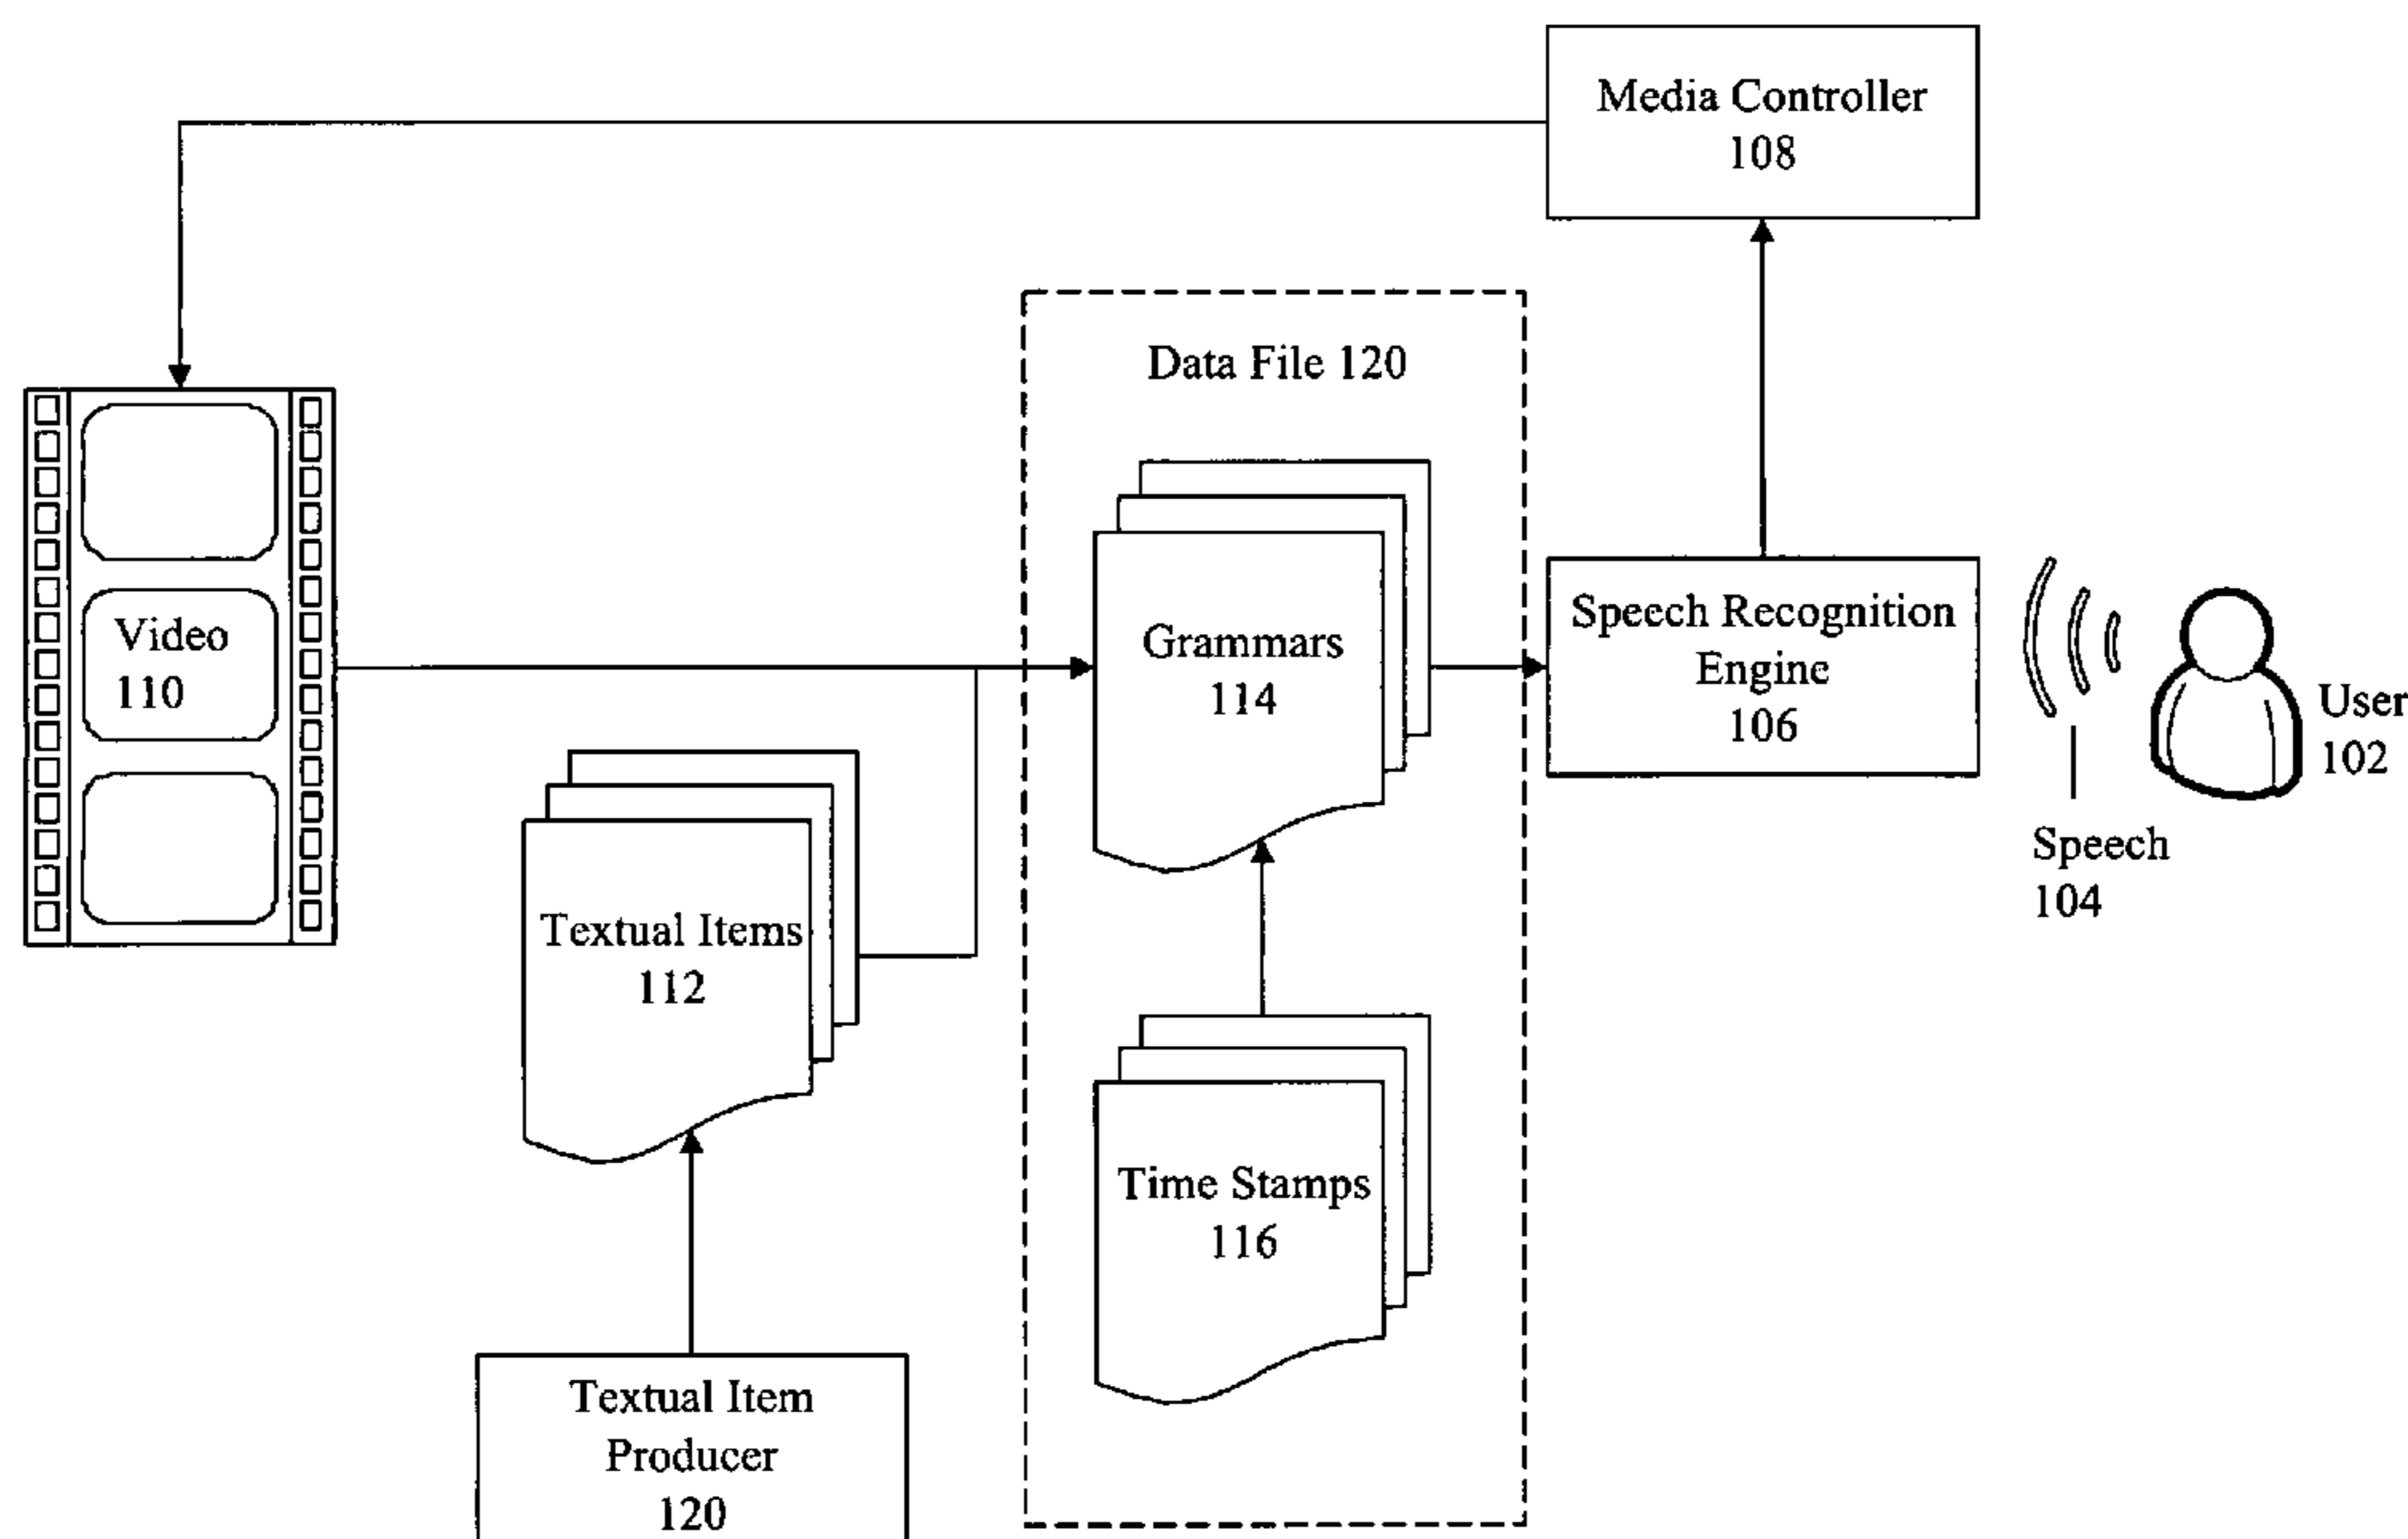 Media Controller
108
Data File 120
Video
110
Grammars
114
Speech Recognition
Engine
106
User
102
Speech
104
Textual Items
112
Time Stamps
116
Textual Item
Producer
120